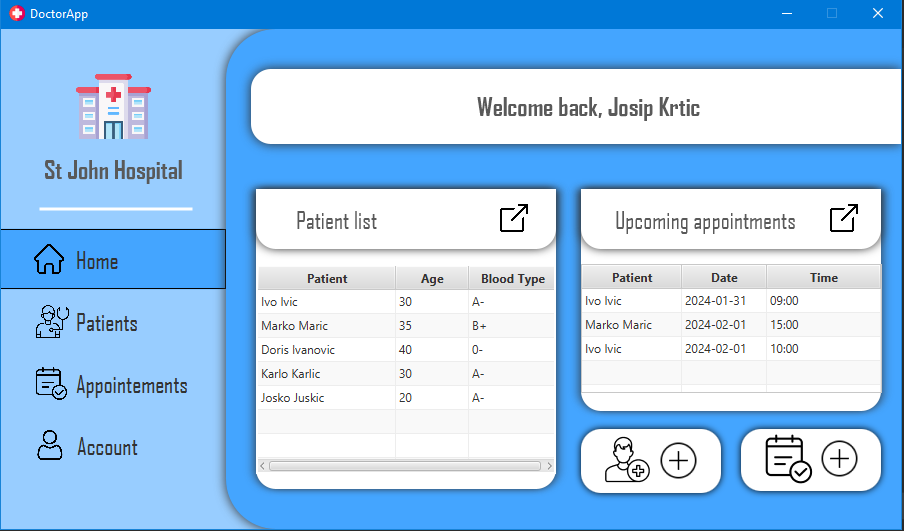 DoctorApp
St John Hospital
Home
Patients
Appointements
Account
Welcome back, Josip Krtic
Patient list
Patient Age Blood Type
Ivo Ivic 30 A-
Marko Maric 35 B+
Doris Ivanovic 40 0-
Karlo Karlic 30 A-
Josko Juskic 20 A-
Upcoming appointments
Patient Date Time
Ivo Ivic 2024-01-31 09:00
Marko Maric 2024-02-01 15:00
Ivo Ivic 2024-02-01 10:00